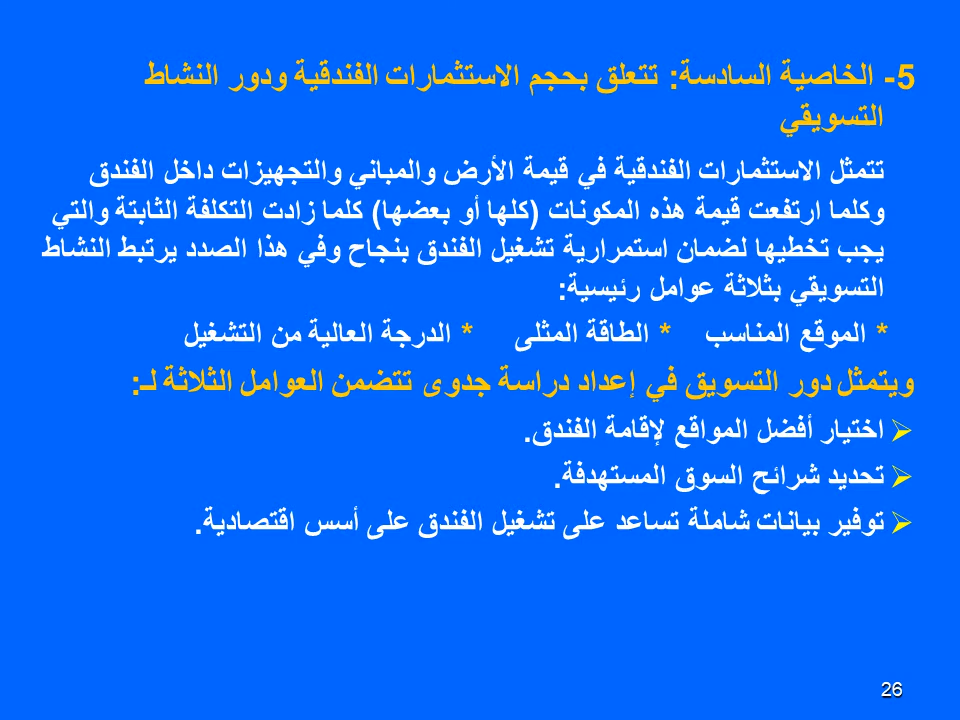 5- الخاصية السادسة: تتعلق بحجم الاستثمارات الفندقية ودور النشاط
التسويقي
تتمثل الاستثمارات الفندقية في قيمة الأرض والمباني والتجهيزات داخل الفندق
وكلما ارتفعت قيمة هذه المكونات (كلها أو بعضها) كلما زادت التكلفة الثابتة والتي
يجب تخطيها لضمان استمرارية تشغيل الفندق بنجاح وفي هذا الصدد يرتبط النشاط
التسويقي بثلاثة عوامل رئيسية:
* الموقع المناسب * الطاقة المثلى * الدرجة العالية من التشغيل
ويتمثل دور التسويق في إعداد دراسة جدوى تتضمن العوامل الثلاثة لـ:
➢ اختيار أفضل المواقع لإقامة الفندق.
➢ تحديد شرائح السوق المستهدفة.
➢ توفير بيانات شاملة تساعد على تشغيل الفندق على أسس اقتصادية.
26